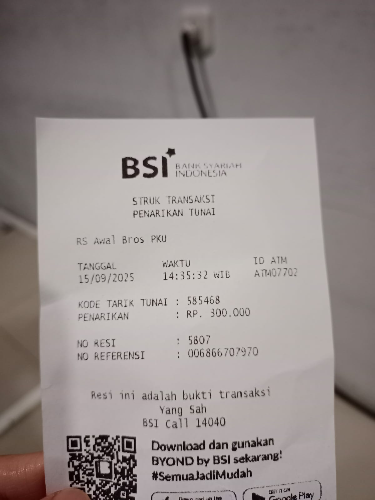 BSI BANK SYARIAH
INDONESIA
STRUK TRANSAKSI
PENARIKAN TUNAI
RS Awal Bros PKU
TANGGAL WAKTU ID ATM
15/09/2025 14:35:32 WIB ATM07702
KODE TARIK TUNAI : 585468
PENARIKAN : RP. 300.000
NO RESI : 5807
NO REFERENSI : 006866707970
Resi ini adalah bukti transaksi
Yang Sah
BSI Call 14040
Download dan gunakan
BYOND by BSI sekarang!
#SemuaJadiMudah
Google Play